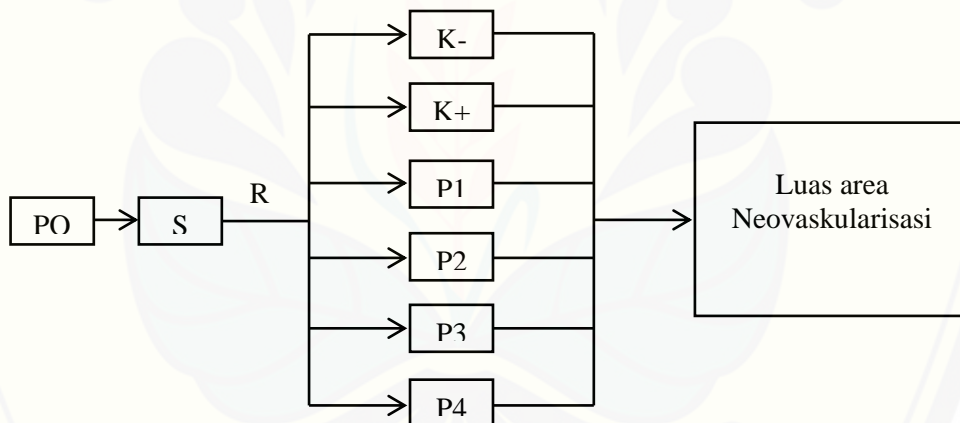 K-
K+
P1
PO
S
R
P2
P3
P4
Luas area
Neovaskularisasi